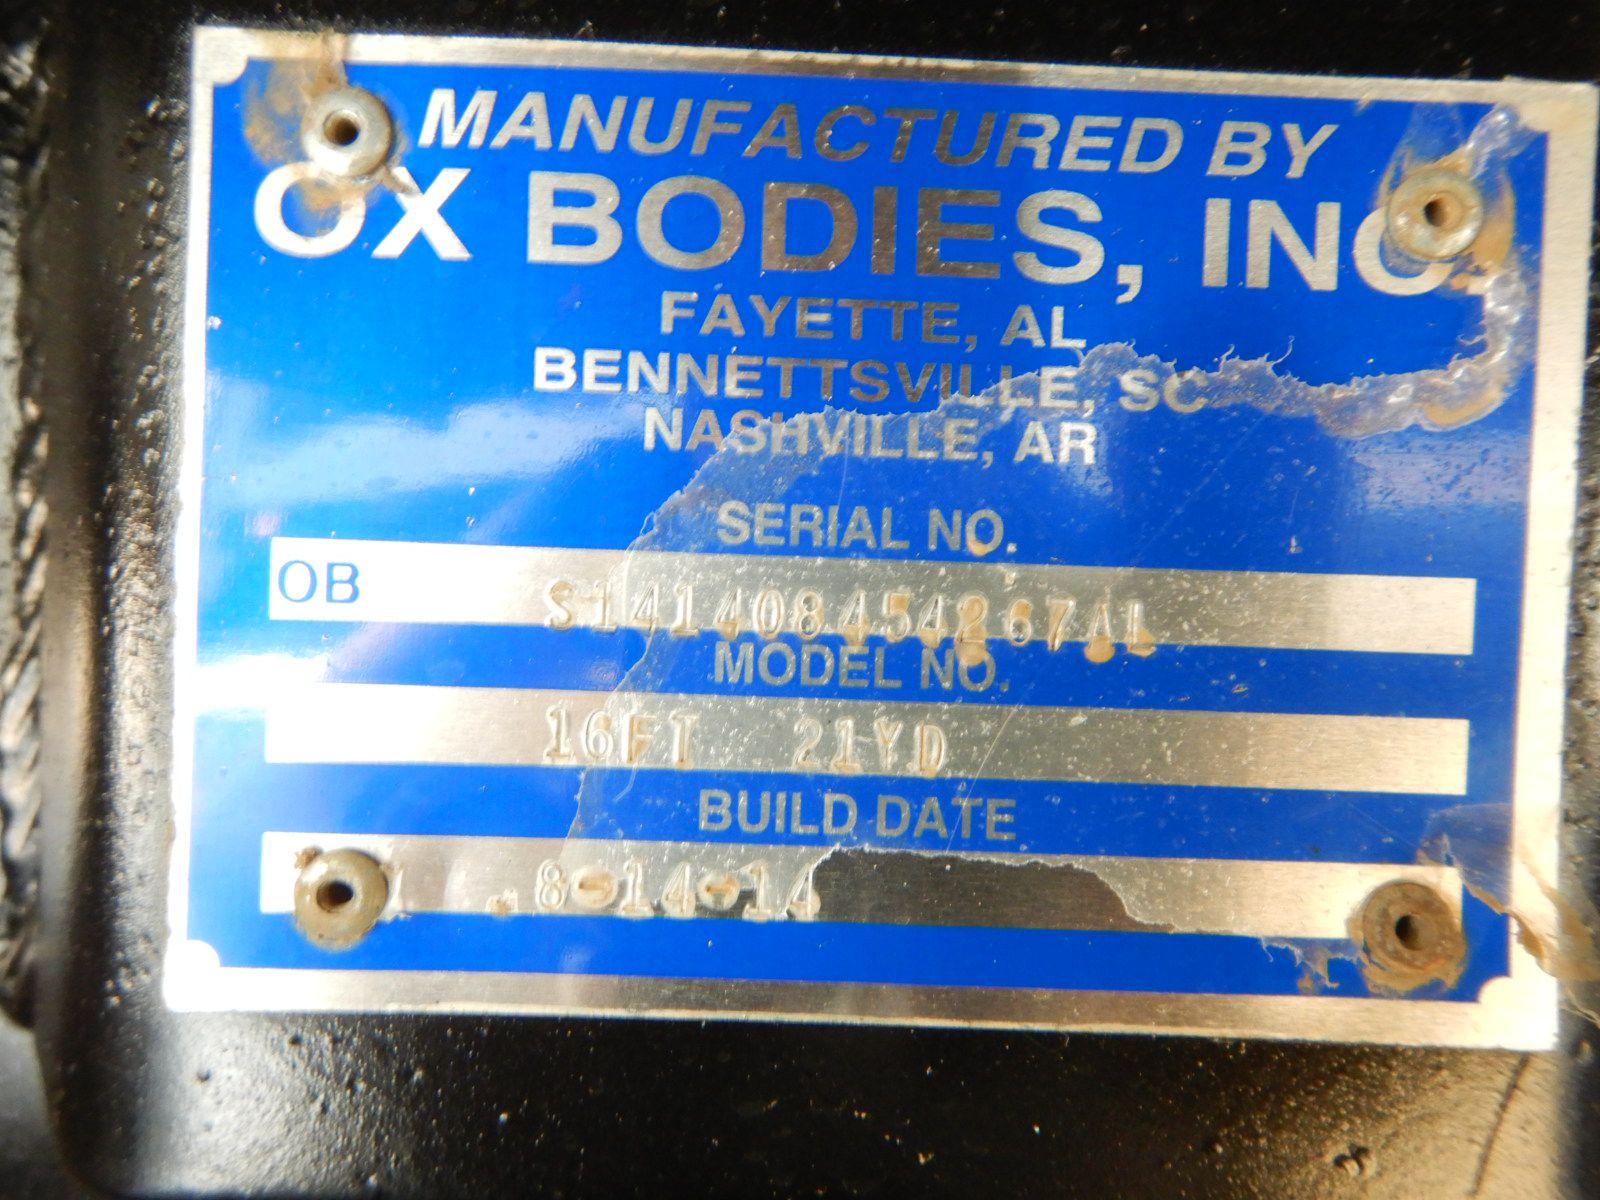 MANUFACTURED BY
OX BODIES, INC.
FAYETTE, AL
BENNETTSVILLE, SC
NASHVILLE, AR
SERIAL NO.
OB S141408454267AL
MODEL NO.
16FT 21YD
BUILD DATE
8-14-14